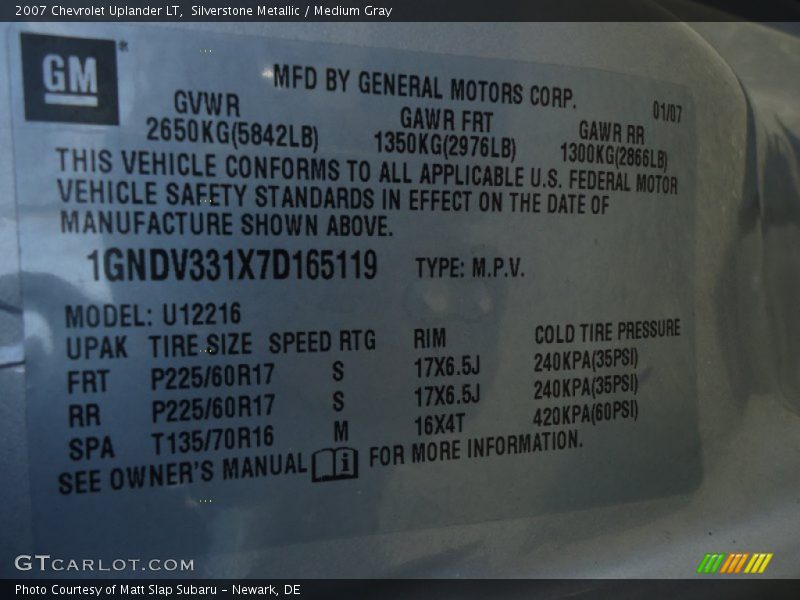 2007 Chevrolet Uplander LT, Silverstone Metallic / Medium Gray
GM*
MFD BY GENERAL MOTORS CORP.
01/07
GVWR GAWR FRT GAWR RR
2650KG(5842LB) 1350KG(2976LB) 1300KG(2866LB)
THIS VEHICLE CONFORMS TO ALL APPLICABLE U.S. FEDERAL MOTOR
VEHICLE SAFETY STANDARDS IN EFFECT ON THE DATE OF
MANUFACTURE SHOWN ABOVE.
1GNDV331X7D165119 TYPE: M.P.V.
MODEL: U12216
UPAK TIRE SIZE SPEED RTG RIM COLD TIRE PRESSURE
FRT P225/60R17 S 17X6.5J 240KPA(35PSI)
RR P225/60R17 S 17X6.5J 240KPA(35PSI)
SPA T135/70R16 M 16X4T 420KPA(60PSI)
SEE OWNER'S MANUAL i FOR MORE INFORMATION.
GTCARLOT.COM
Photo Courtesy of Matt Slap Subaru - Newark, DE